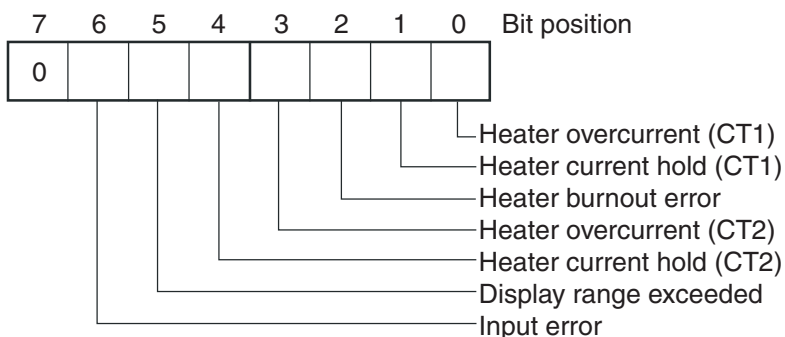 7 6 5 4 3 2 1 0 Bit position
0
Heater overcurrent (CT1)
Heater current hold (CT1)
Heater burnout error
Heater overcurrent (CT2)
Heater current hold (CT2)
Display range exceeded
Input error